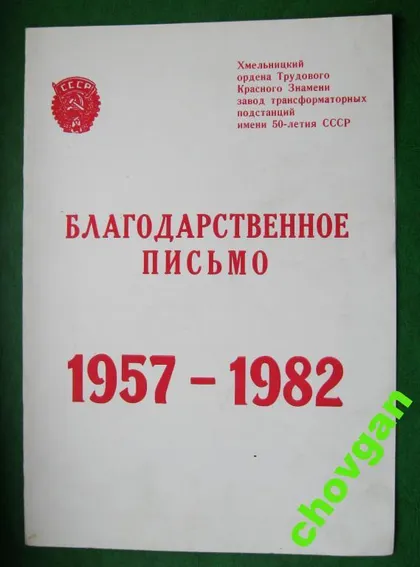 СССР
Хмельницкий
ордена Трудового
Красного Знамени
завод трансформаторных
подстанций
имени 50-летия СССР
БЛАГОДАРСТВЕННОЕ
ПИСЬМО
1957 – 1982
chovgan